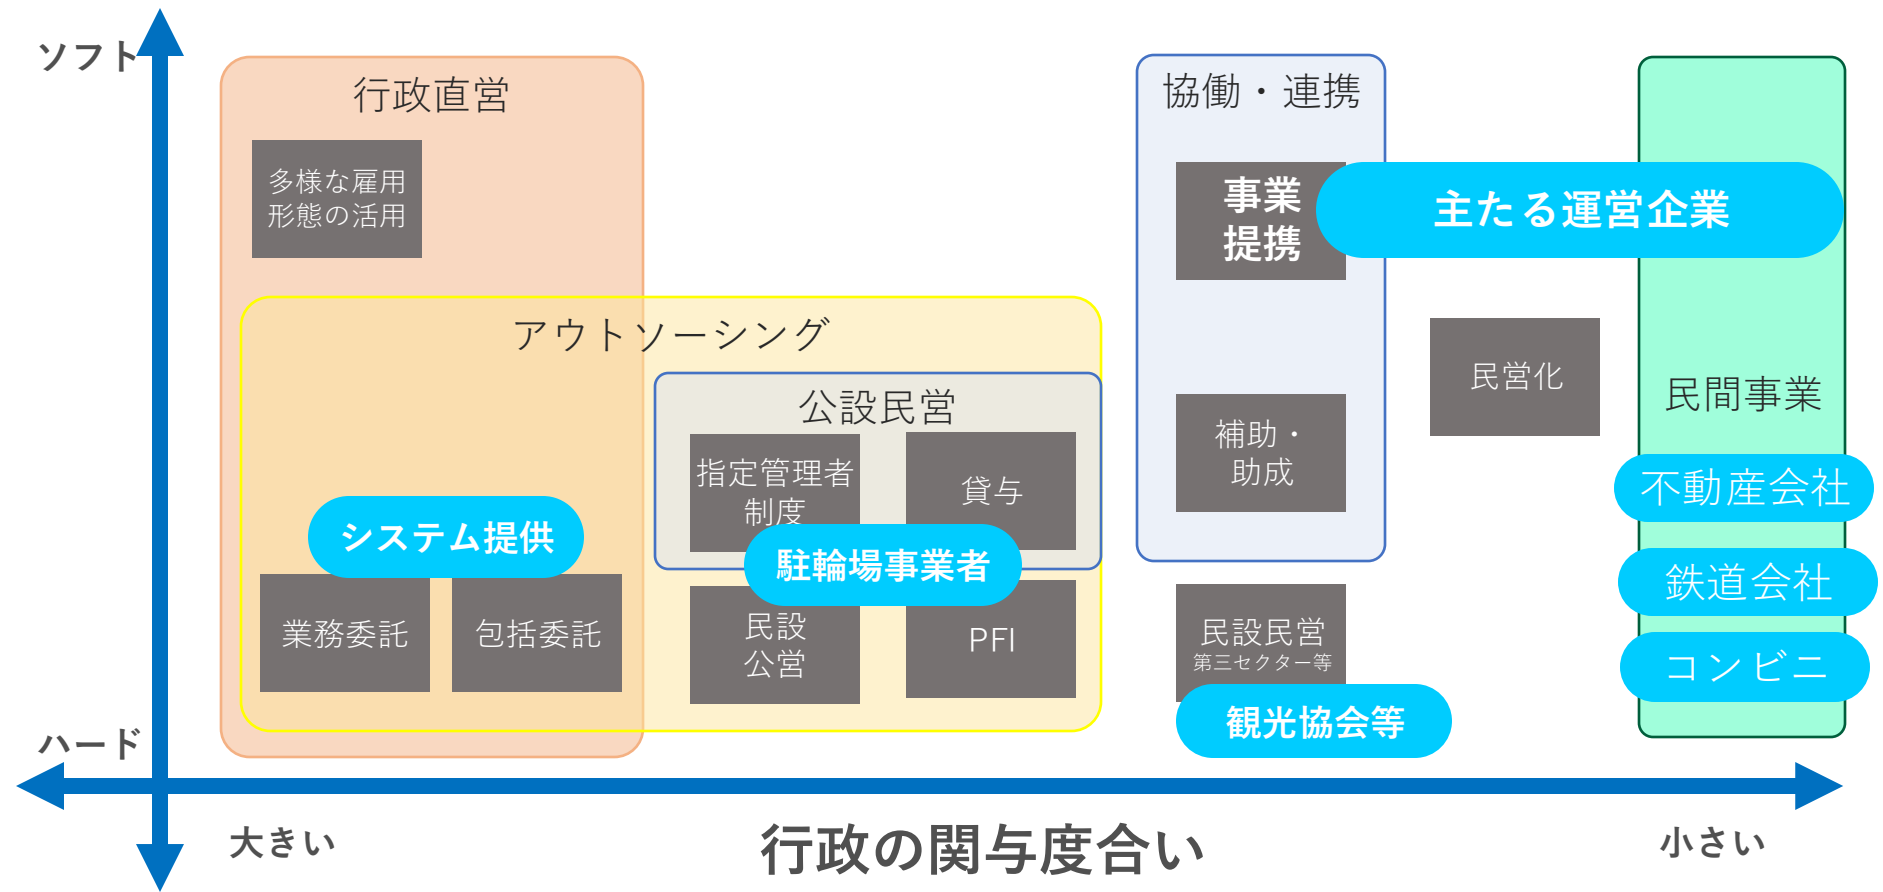 ソフト
行政直営
多様な雇用
形態の活用
アウトソーシング
公設民営
指定管理者
制度
貸与
システム提供
駐輪場事業者
業務委託
包括委託
民設
公営
PFI
協働・連携
事業
提携
主たる運営企業
補助・
助成
民営化
民設民営
第三セクター等
観光協会等
民間事業
不動産会社
鉄道会社
コンビニ
ハード
大きい
行政の関与度合い
小さい